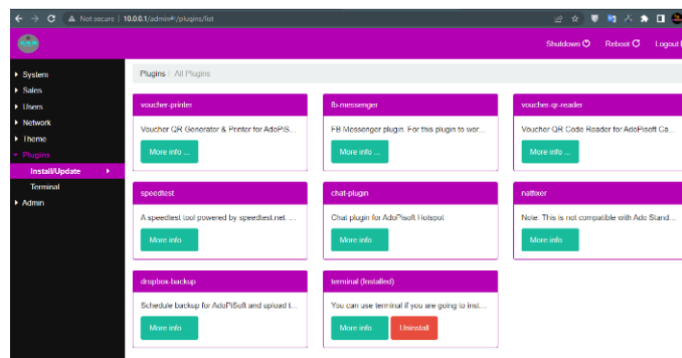 Not secure | 10.0.0.1/admin#/plugins/list
Shutdown Reboot Logout
System
Sales
Users
Network
Theme
Plugins
Install/Update
Terminal
Admin
Plugins / All Plugins
voucher-printer
Voucher QR Generator & Printer for AdoPiS...
More info ...
fb-messenger
FB Messenger plugin. For this plugin to wor...
More info ...
voucher-qr-reader
Voucher QR Code Reader for AdoPisoft Ca...
More info ...
speedtest
A speedtest tool powered by speedtest.net. ...
More info
chat-plugin
Chat plugin for AdoPisoft Hotspot
More info
natfixer
Note: This is not compatible with Ado Stand...
More info
dropbox-backup
Schedule backup for AdoPiSoft and upload t...
More info
terminal (Installed)
You can use terminal if you are going to inst...
More info Uninstall